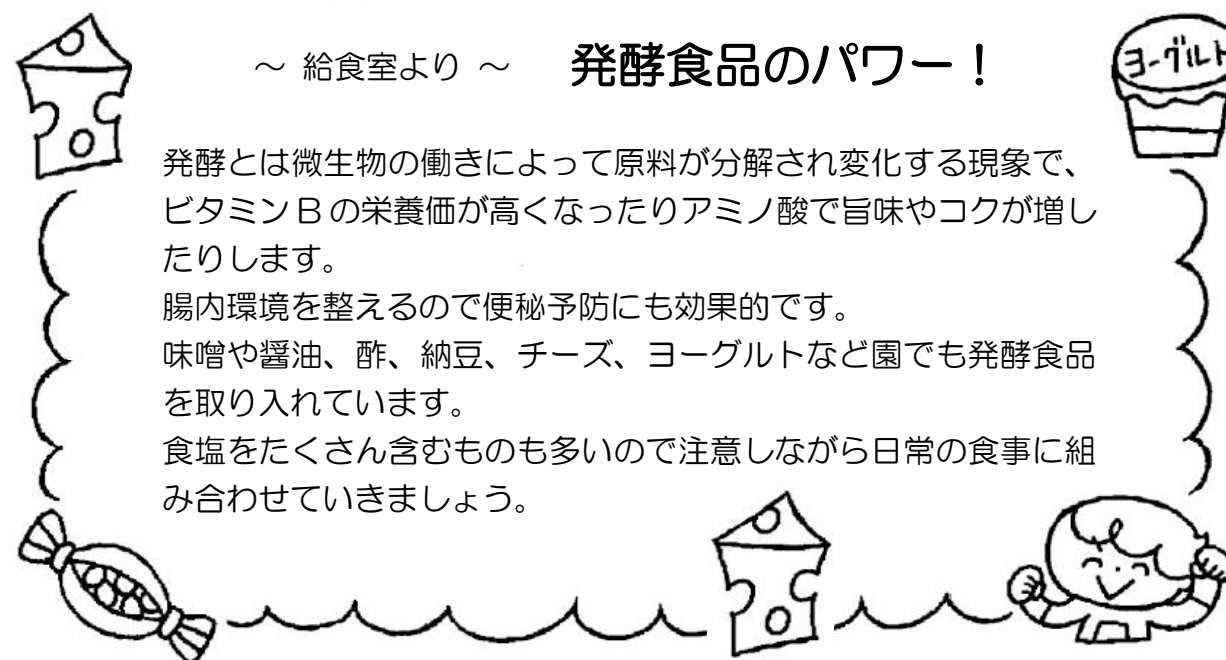 ～ 給食室より ～ 発酵食品のパワー！
ヨーグルト
発酵とは微生物の働きによって原料が分解され変化する現象で、
ビタミンBの栄養価が高くなったりアミノ酸で旨味やコクが増し
たりします。
腸内環境を整えるので便秘予防にも効果的です。
味噌や醤油、酢、納豆、チーズ、ヨーグルトなど園でも発酵食品
を取り入れています。
食塩をたくさん含むものも多いので注意しながら日常の食事に組
み合わせていきましょう。